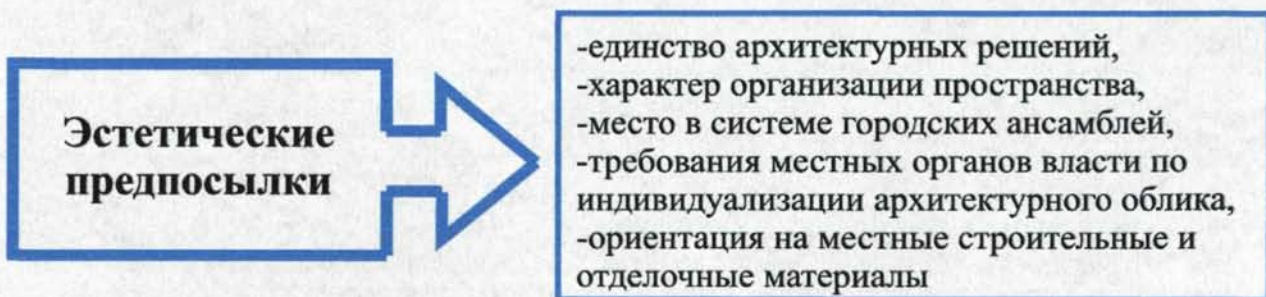 Эстетические
предпосылки
-единство архитектурных решений,
-характер организации пространства,
-место в системе городских ансамблей,
-требования местных органов власти по
индивидуализации архитектурного облика,
-ориентация на местные строительные и
отделочные материалы